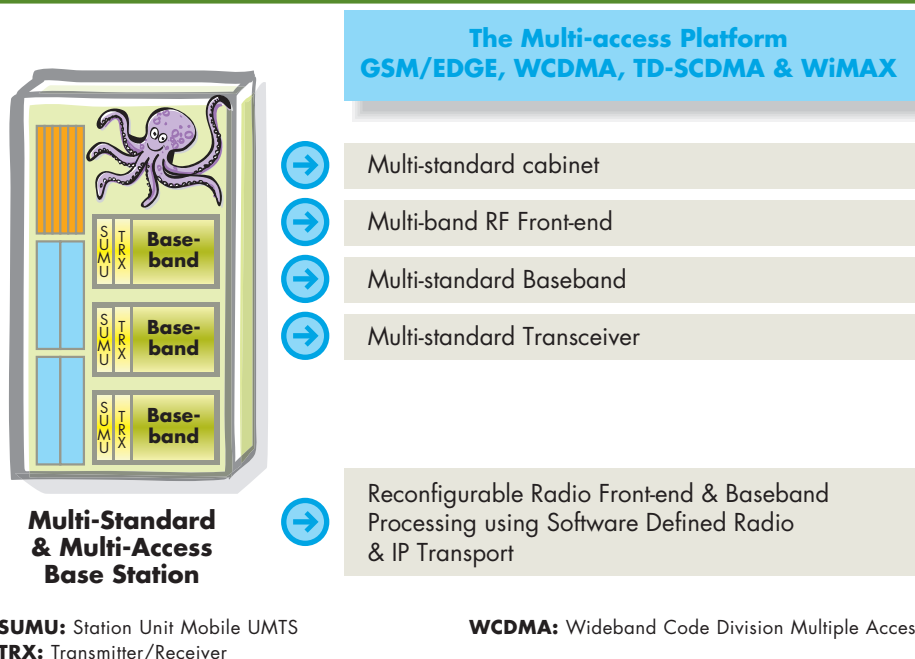 The Multi-access Platform
GSM/EDGE, WCDMA, TD-SCDMA & WiMAX
Multi-standard cabinet
Multi-band RF Front-end
SUMU
TRX
Base-
band
Multi-standard Baseband
Multi-standard Transceiver
SUMU
TRX
Base-
band
SUMU
TRX
Base-
band
Reconfigurable Radio Front-end & Baseband
Processing using Software Defined Radio
& IP Transport
Multi-Standard
& Multi-Access
Base Station
SUMU: Station Unit Mobile UMTS
TRX: Transmitter/Receiver
WCDMA: Wideband Code Division Multiple Acces